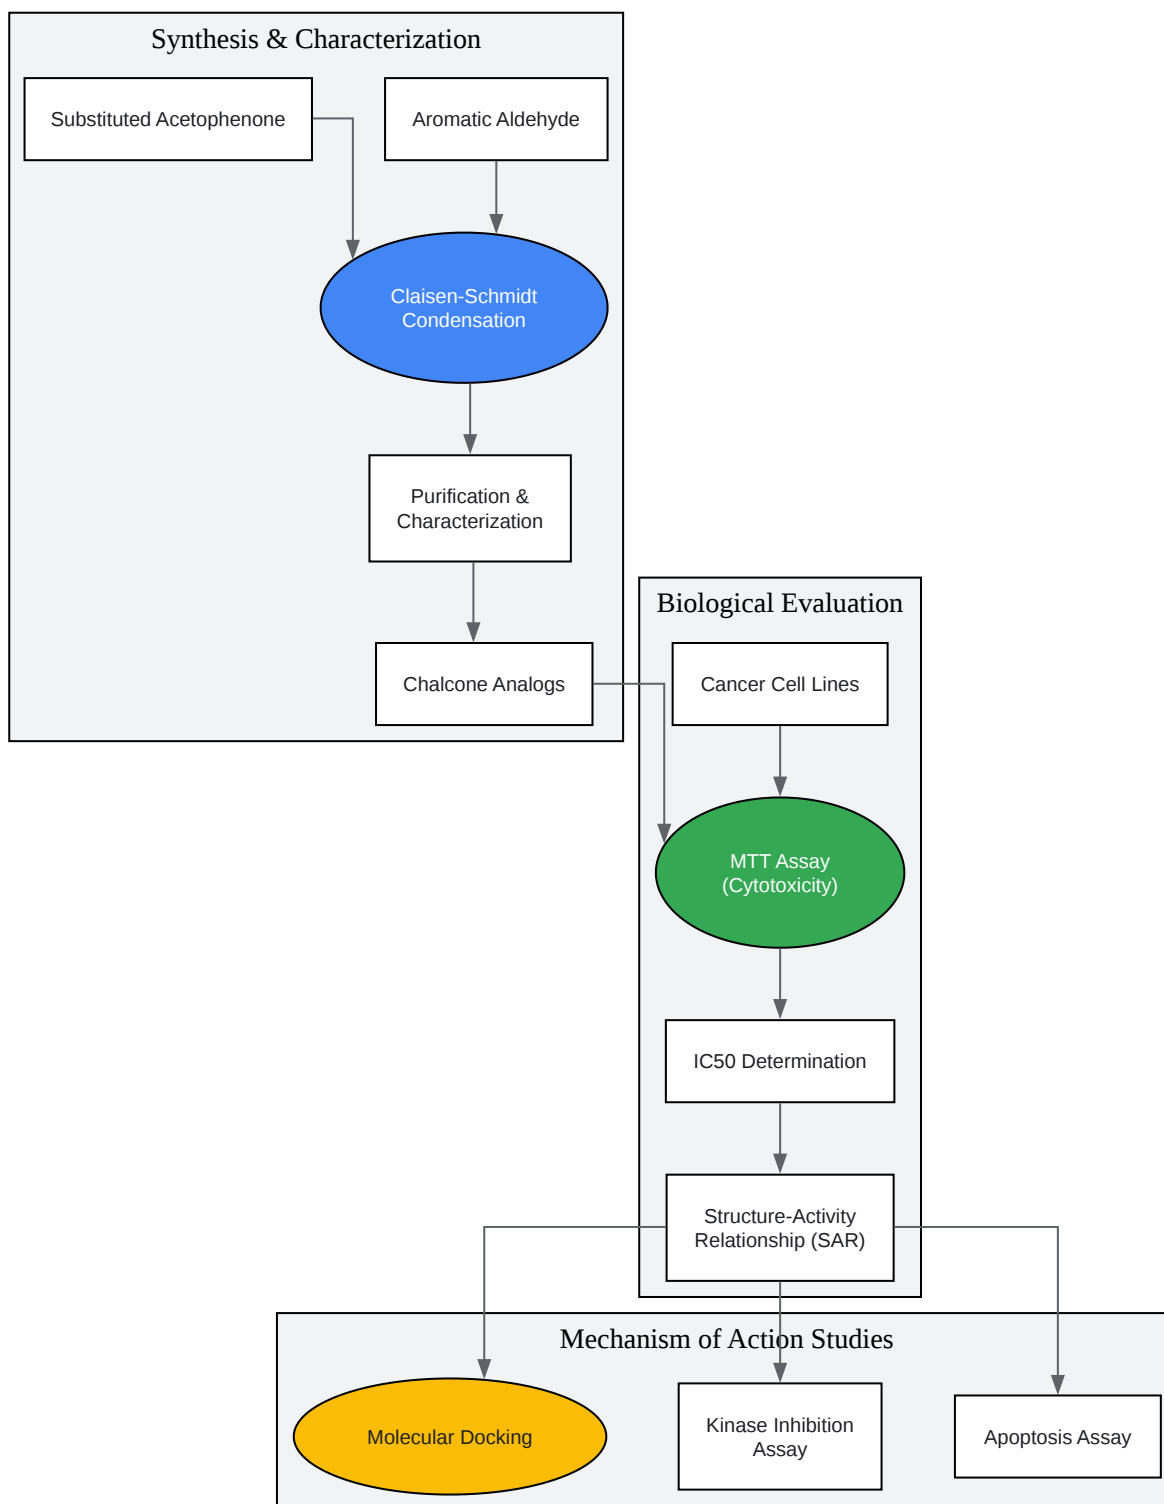 Synthesis & Characterization
Substituted Acetophenone
Aromatic Aldehyde
Claisen-Schmidt
Condensation
Purification &
Characterization
Chalcone Analogs
Biological Evaluation
Cancer Cell Lines
MTT Assay
(Cytotoxicity)
IC50 Determination
Structure-Activity
Relationship (SAR)
Mechanism of Action Studies
Molecular Docking
Kinase Inhibition
Assay
Apoptosis Assay